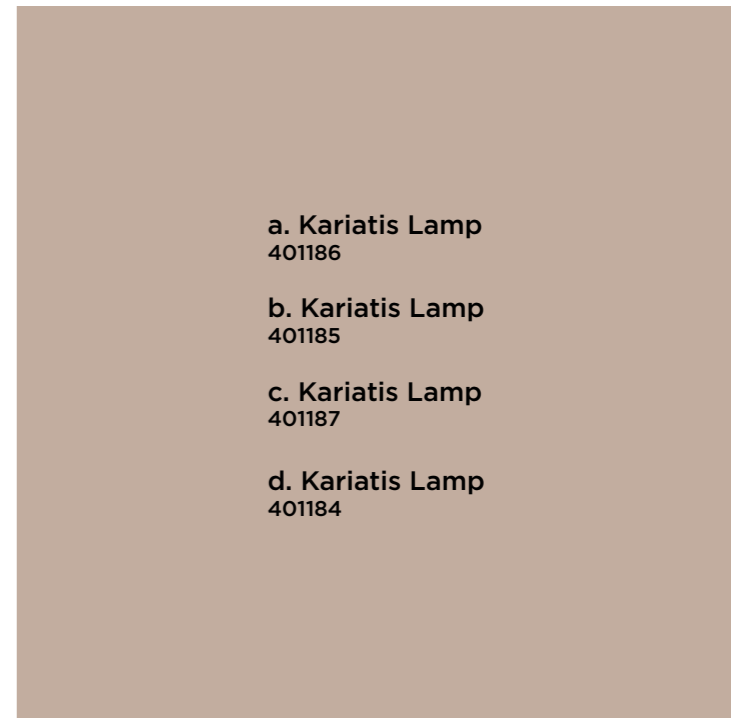 a. Kariatis Lamp
401186
b. Kariatis Lamp
401185
c. Kariatis Lamp
401187
d. Kariatis Lamp
401184